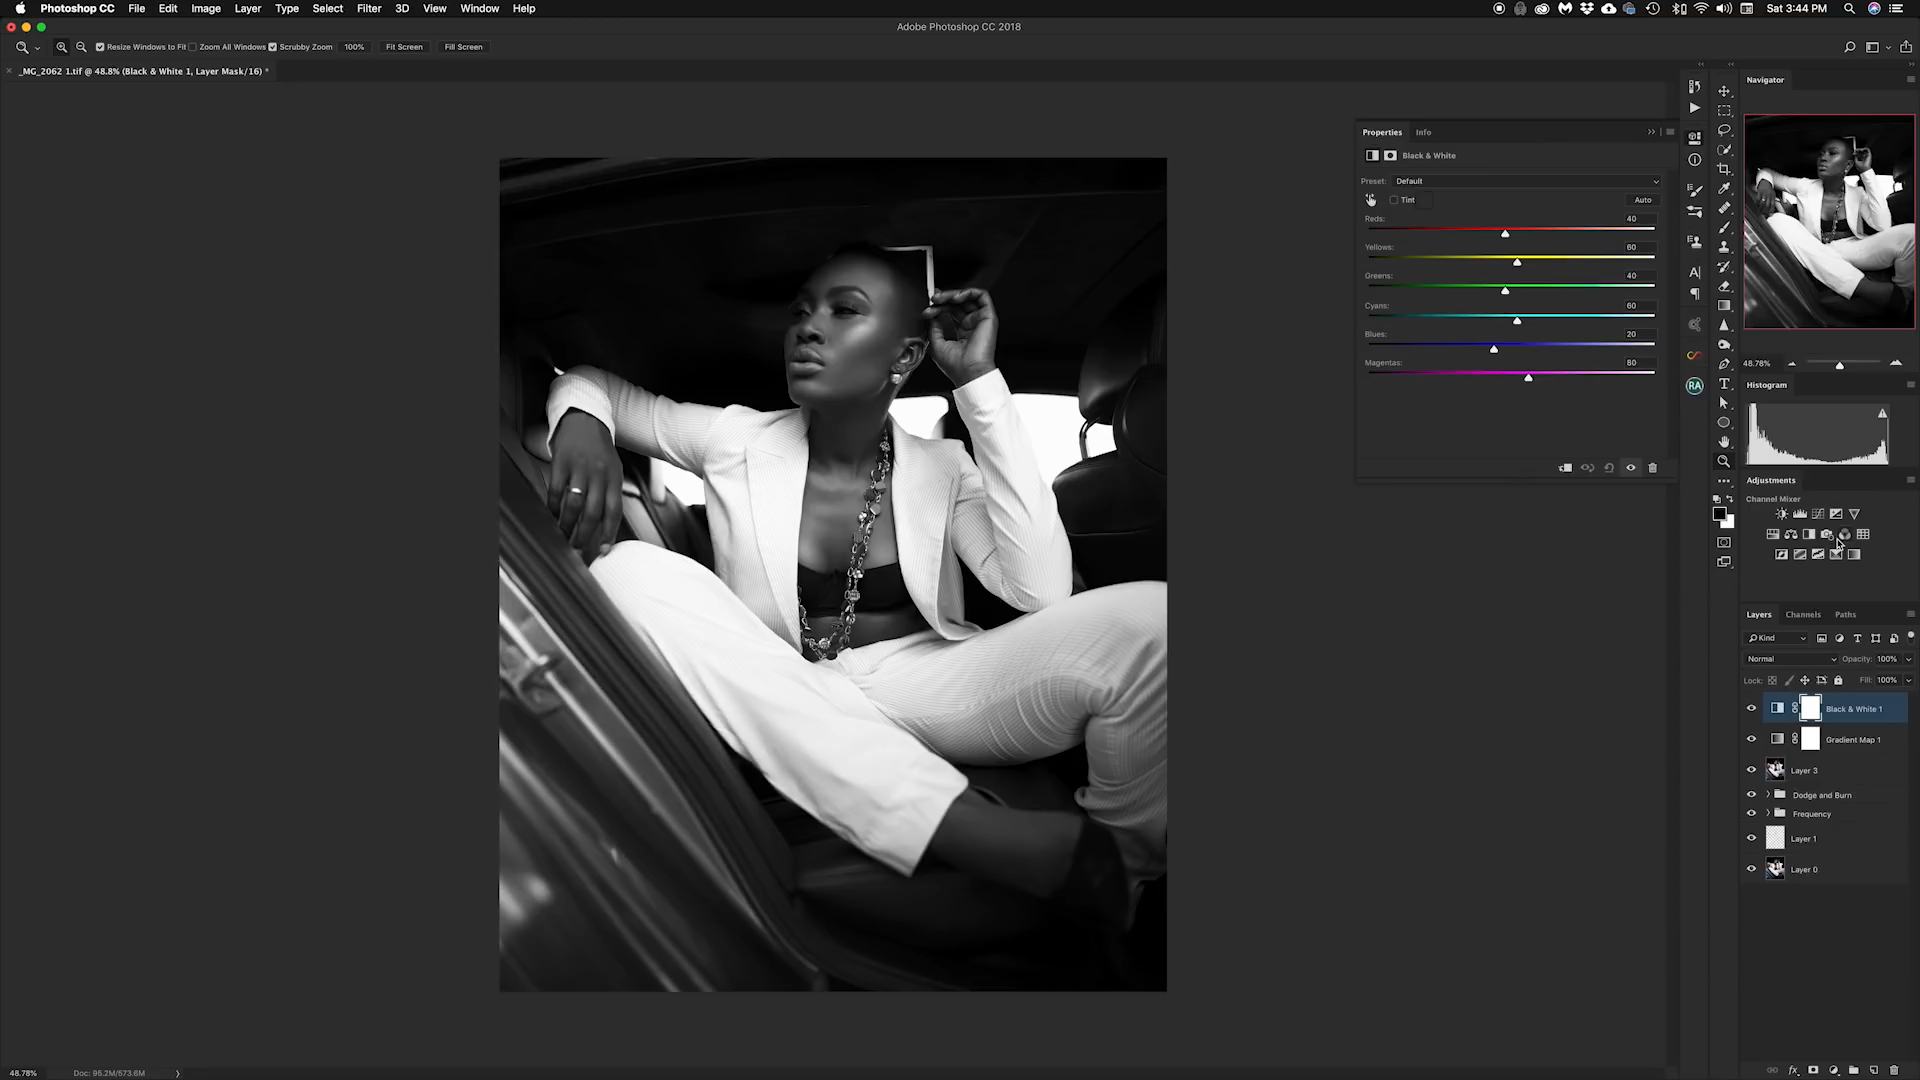 Photoshop CC File Edit Image Layer Type Select Filter 3D View Window Help
Sat 3:44 PM
Adobe Photoshop CC 2018
Resize Windows to Fit Zoom All Windows Scrubby Zoom 100% Fit Screen Fill Screen
_MG_2062 1.tif @ 48.8% (Black & White 1, Layer Mask/16) *
Navigator
Properties Info
Black & White
Preset: Default
Tint Auto
Reds: 40
Yellows: 60
Greens: 40
Cyans: 60
Blues: 20
Magentas: 80
RA
48.78%
Histogram
Adjustments
Channel Mixer
Layers Channels Paths
Kind
Normal Opacity: 100%
Lock: Fill: 100%
Black & White 1
Gradient Map 1
Layer 3
Dodge and Burn
Frequency
Layer 1
Layer 0
48.78% Doc: 95.2M/573.6M